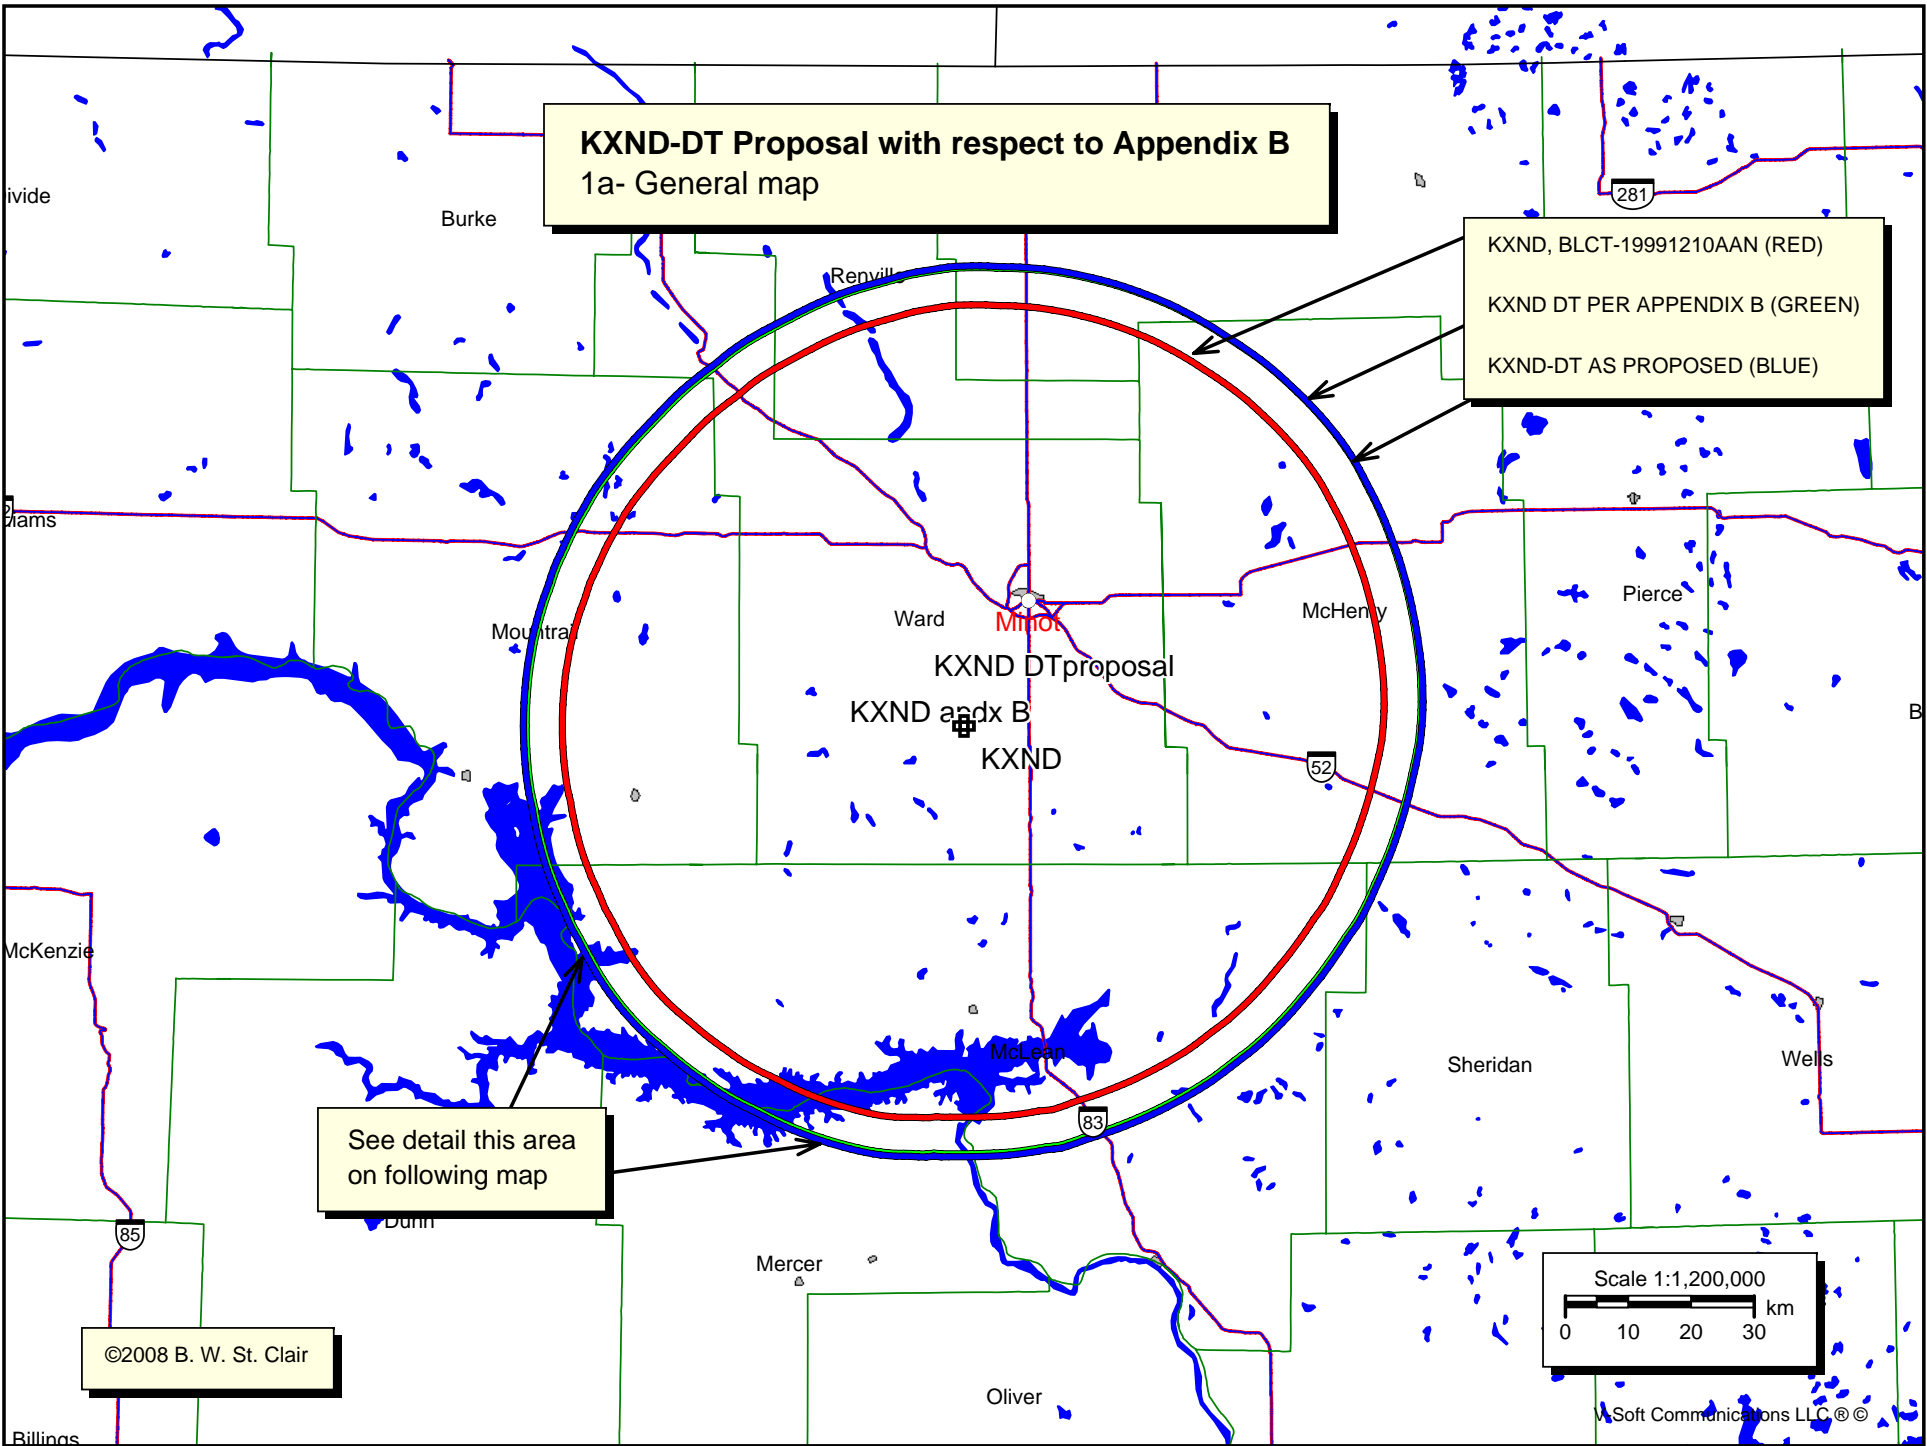 KXND-DT Proposal with respect to Appendix B
1a- General map
ivide
Burke
Renville
281
KXND, BLCT-19991210AAN (RED)
KXND DT PER APPENDIX B (GREEN)
KXND-DT AS PROPOSED (BLUE)
iams
Mountrail
Ward
Minot
McHenry
Pierce
KXND DTproposal
KXND apdx B
KXND
B
52
McKenzie
McLean
Sheridan
Wells
83
See detail this area
on following map
Dunn
85
Mercer
Scale 1:1,200,000
km
0 10 20 30
©2008 B. W. St. Clair
Oliver
V-Soft Communications LLC ® ©
Billings